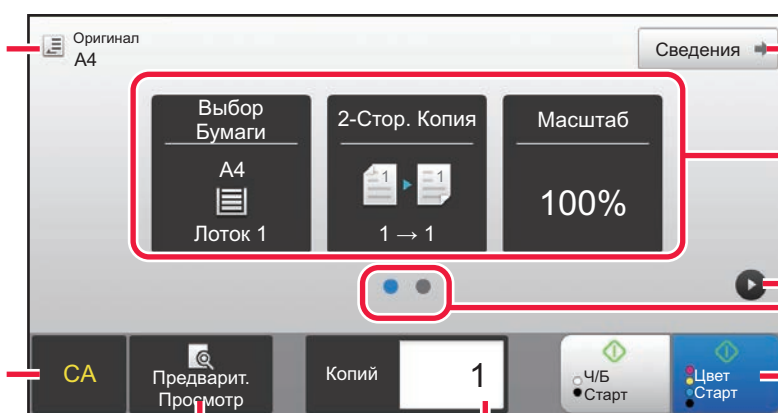 Оригинал
A4
Сведения
Выбор
Бумаги
A4
Лоток 1
2-Стор. Копия
1
1
1 → 1
Масштаб
100%
CA
Предварит.
Просмотр
Копий
1
Ч/Б
Старт
Цвет
Старт